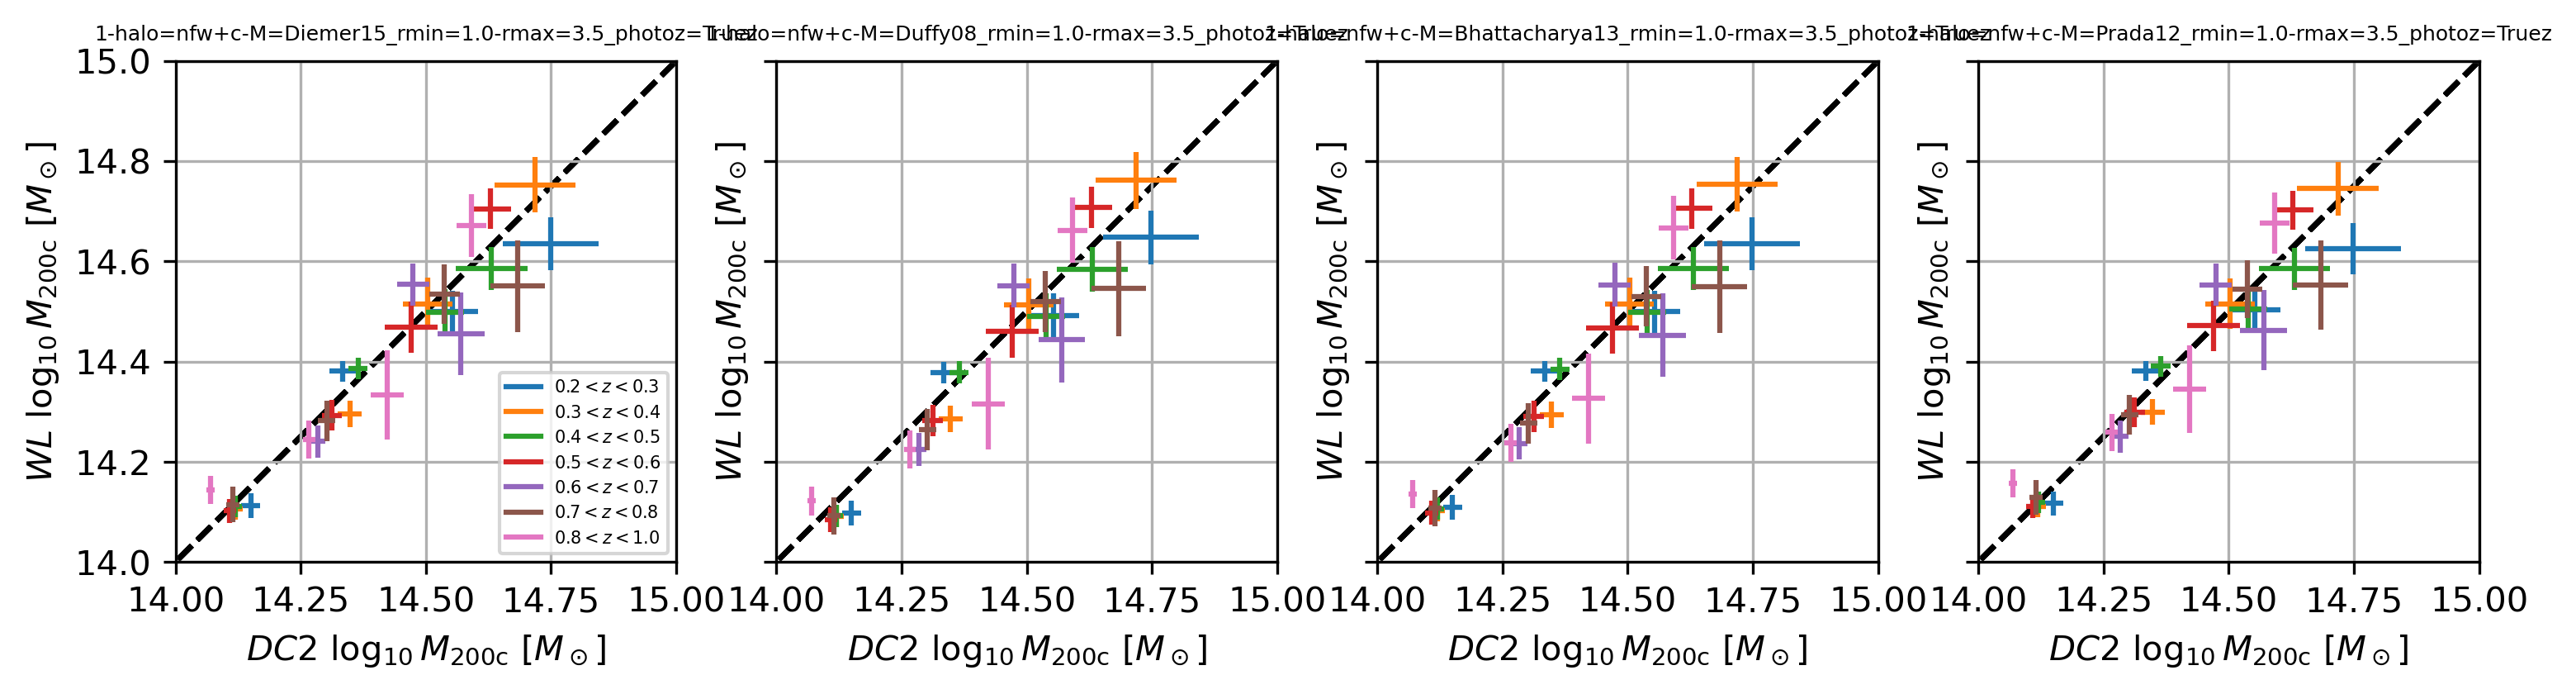 1-halo=nfw+c-M=Diemer15_rmin=1.0-rmax=3.5_photoz=Truez
1-halo=nfw+c-M=Duffy08_rmin=1.0-rmax=3.5_photoz=Truez
1-halo=nfw+c-M=Bhattacharya13_rmin=1.0-rmax=3.5_photoz=Truez
1-halo=nfw+c-M=Prada12_rmin=1.0-rmax=3.5_photoz=Truez
WL log₁₀ M₂₀₀c [M⊙]
15.0
14.8
14.6
14.4
14.2
14.0
0.2 < z < 0.3
0.3 < z < 0.4
0.4 < z < 0.5
0.5 < z < 0.6
0.6 < z < 0.7
0.7 < z < 0.8
0.8 < z < 1.0
14.00 14.25 14.50 14.75 15.00
DC2 log₁₀ M₂₀₀c [M⊙]
WL log₁₀ M₂₀₀c [M⊙]
14.00 14.25 14.50 14.75 15.00
DC2 log₁₀ M₂₀₀c [M⊙]
WL log₁₀ M₂₀₀c [M⊙]
14.00 14.25 14.50 14.75 15.00
DC2 log₁₀ M₂₀₀c [M⊙]
WL log₁₀ M₂₀₀c [M⊙]
14.00 14.25 14.50 14.75 15.00
DC2 log₁₀ M₂₀₀c [M⊙]